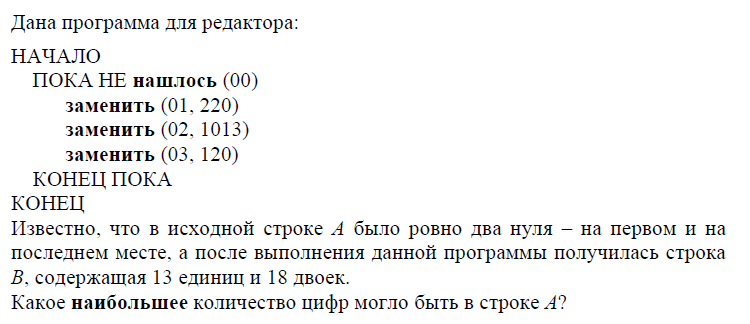 Дана программа для редактора:
НАЧАЛО
ПОКА НЕ нашлось (00)
заменить (01, 220)
заменить (02, 1013)
заменить (03, 120)
КОНЕЦ ПОКА
КОНЕЦ
Известно, что в исходной строке A было ровно два нуля – на первом и на
последнем месте, а после выполнения данной программы получилась строка
B, содержащая 13 единиц и 18 двоек.
Какое наибольшее количество цифр могло быть в строке A?